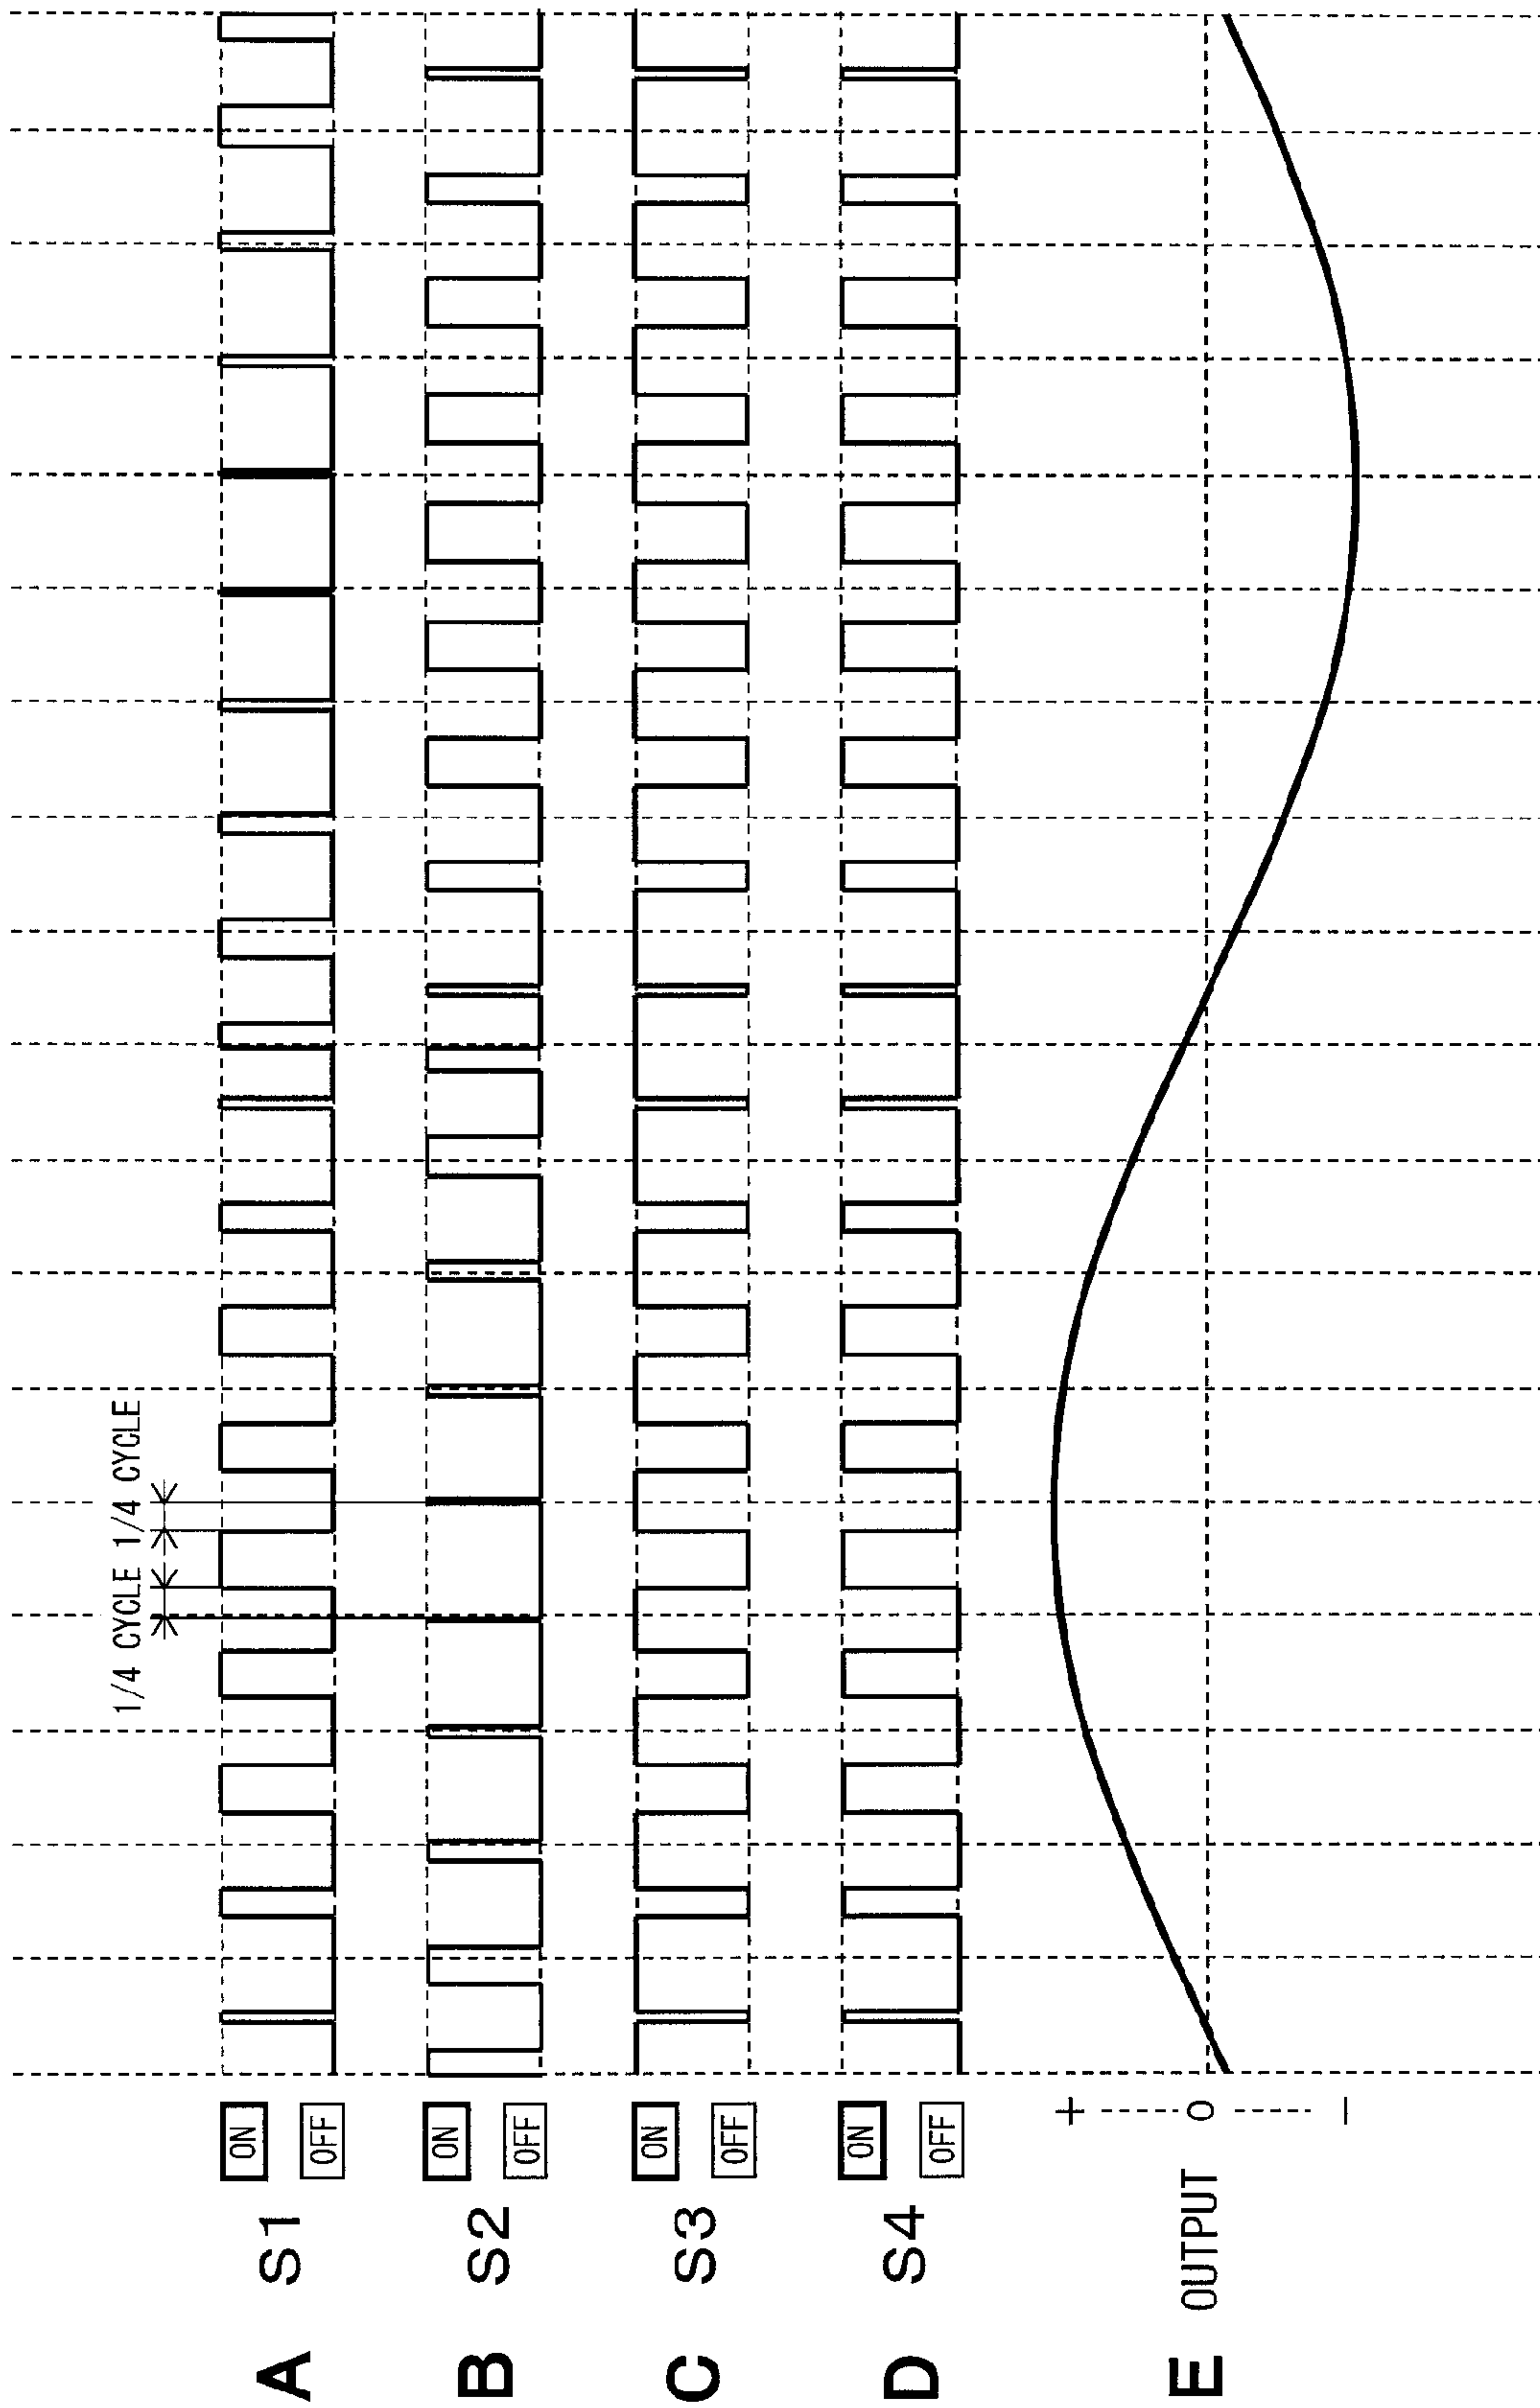 1/4 CYCLE 1/4 CYCLE
A S1 ON
OFF
B S2 ON
OFF
C S3 ON
OFF
D S4 ON
OFF
E OUTPUT + 0 −